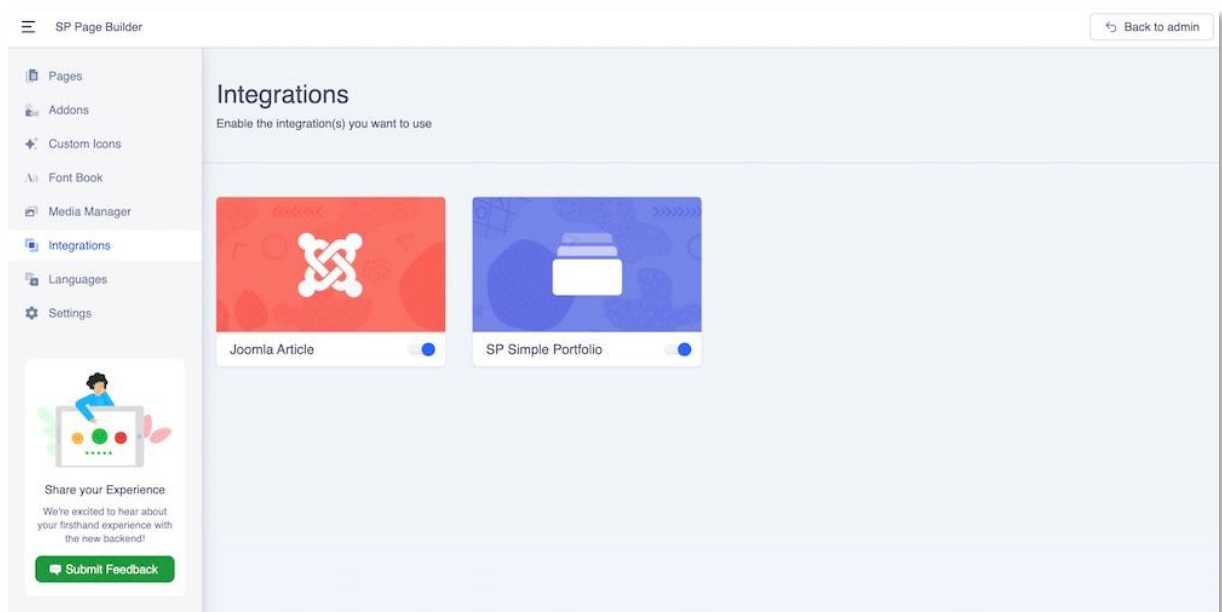 SP Page Builder
Back to admin
Pages
Addons
Custom Icons
Font Book
Media Manager
Integrations
Languages
Settings
Share your Experience
We're excited to hear about
your firsthand experience with
the new backend!
Submit Feedback
Integrations
Enable the integration(s) you want to use
Joomla Article
SP Simple Portfolio